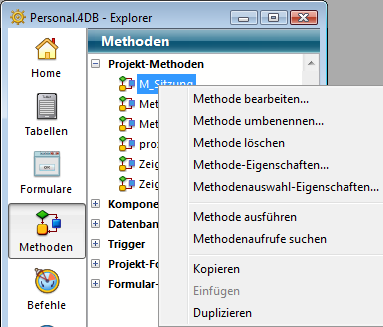 Personal.4DB - Explorer
Home
Tabellen
Formulare
Methoden
Befehle
Methoden
Projekt-Methoden
M_Sitzung
Met
Met
pro
Zeig
Zeig
Kompone
Datenban
Trigger
Projekt-Fo
Formular-
Methode bearbeiten...
Methode umbenennen...
Methode löschen
Methode-Eigenschaften...
Methodenauswahl-Eigenschaften...
Methode ausführen
Methodenaufrufe suchen
Kopieren
Einfügen
Duplizieren